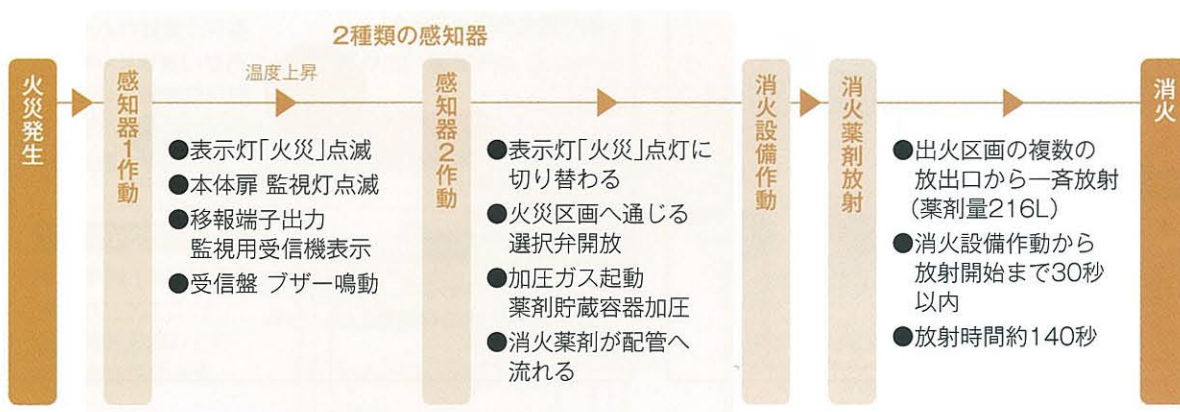 2種類の感知器
火災発生
感知器1作動
温度上昇
●表示灯「火災」点滅
●本体扉 監視灯点滅
●移報端子出力
監視用受信機表示
●受信盤 ブザー鳴動
感知器2作動
●表示灯「火災」点灯に
切り替わる
●火災区画へ通じる
選択弁開放
●加圧ガス起動
薬剤貯蔵容器加圧
●消火薬剤が配管へ
流れる
消火設備作動
消火薬剤放射
●出火区画の複数の
放出口から一斉放射
(薬剤量216L)
●消火設備作動から
放射開始まで30秒
以内
●放射時間約140秒
消火